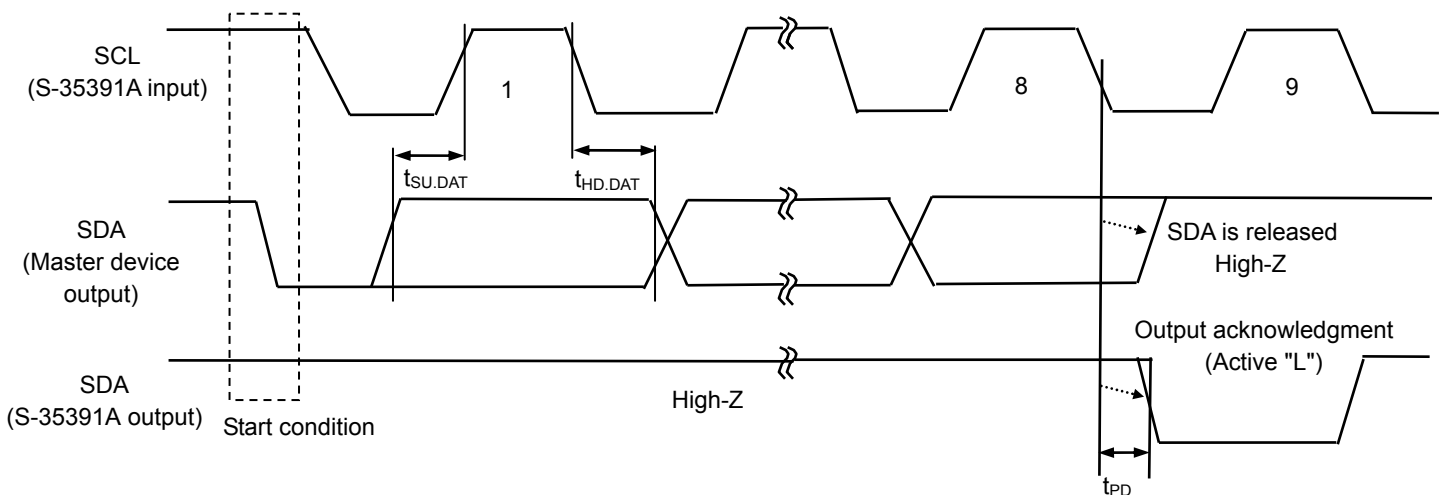 SCL
(S-35391A input)
1
8
9
tSU.DAT
tHD.DAT
SDA
(Master device
output)
SDA is released
High-Z
Output acknowledgment
(Active "L")
SDA
(S-35391A output)
High-Z
Start condition
tPD